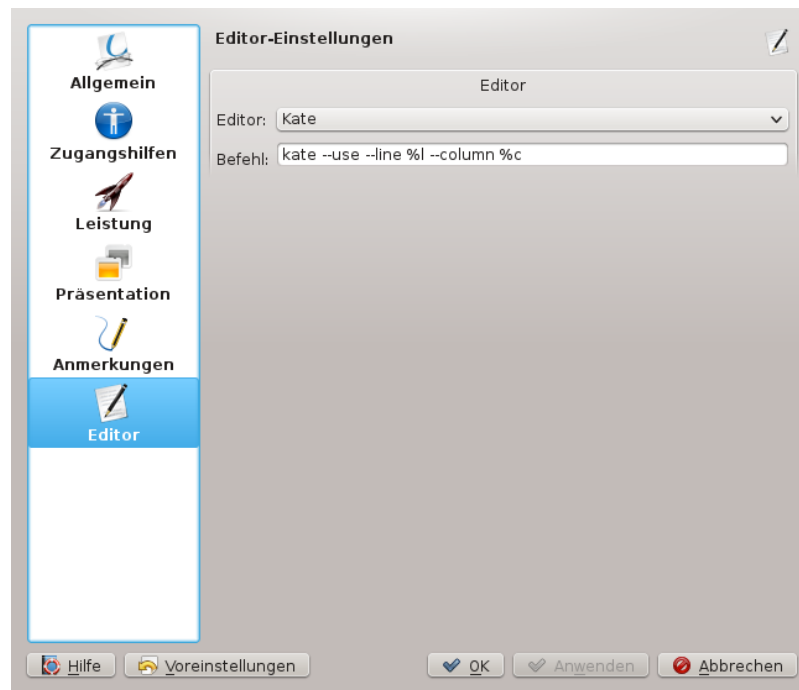 Editor-Einstellungen
Allgemein
Zugangshilfen
Leistung
Präsentation
Anmerkungen
Editor
Editor
Editor: Kate
Befehl: kate --use --line %l --column %c
Hilfe
Voreinstellungen
OK
Anwenden
Abbrechen